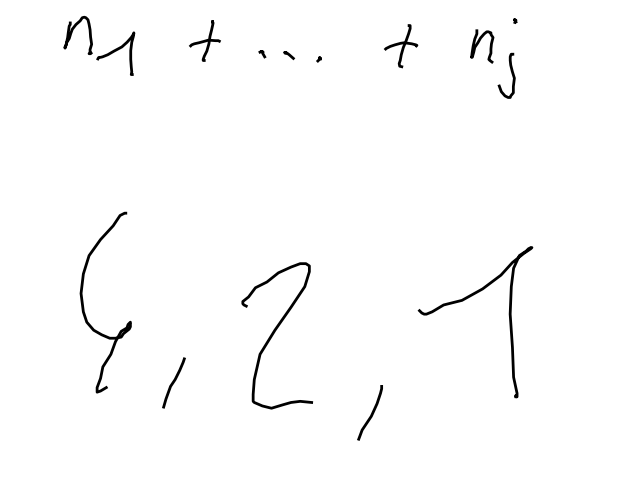 n₁ + ... + nⱼ
4, 2, 1